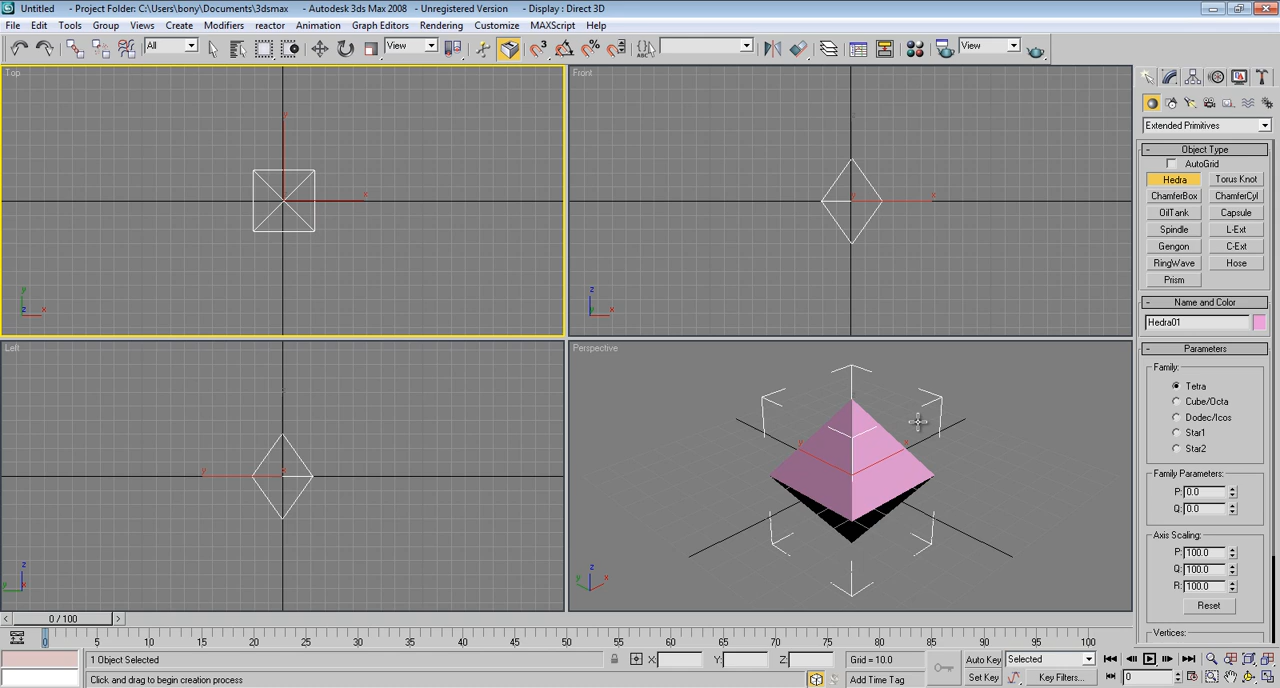 Untitled - Project Folder: C:\Users\bony\Documents\3dsmax - Autodesk 3ds Max 2008 - Unregistered Version - Display : Direct 3D
File Edit Tools Group Views Create Modifiers reactor Animation Graph Editors Rendering Customize MAXScript Help
All View View
Top Front
y x x
y z
z x x
Left Perspective
y y x
z z
y x y x
Extended Primitives
- Object Type
AutoGrid
Hedra Torus Knot
ChamferBox ChamferCyl
OilTank Capsule
Spindle L-Ext
Gengon C-Ext
RingWave Hose
Prism
- Name and Color
Hedra01
- Parameters
Family:
Tetra
Cube/Octa
Dodec/Icos
Star1
Star2
Family Parameters:
P: 0.0
Q: 0.0
Axis Scaling:
P: 100.0
Q: 100.0
R: 100.0
Reset
Vertices:
< 0 / 100 >
0 5 10 15 20 25 30 35 40 45 50 55 60 65 70 75 80 85 90 95 100
1 Object Selected X: Y: Z: Grid = 10.0 Auto Key Selected
Click and drag to begin creation process Add Time Tag Set Key Key Filters... 0